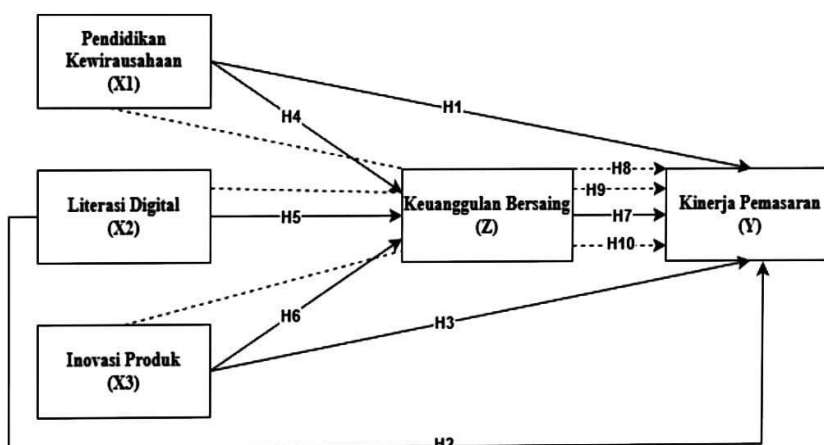 Pendidikan
Kewirausahaan
(X1)
H4
H1
Literasi Digital
(X2)
H5
Keuanggulan Bersaing
(Z)
H8
H9
H7
H10
Kinerja Pemasaran
(Y)
H6
H3
Inovasi Produk
(X3)
H2